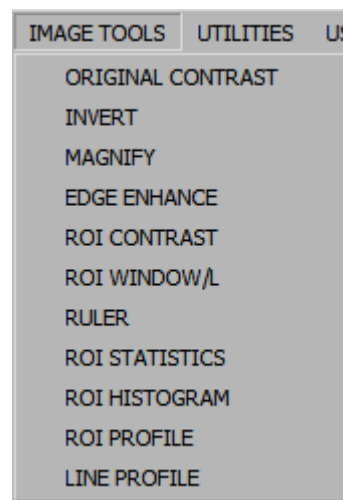 IMAGE TOOLS UTILITIES
ORIGINAL CONTRAST
INVERT
MAGNIFY
EDGE ENHANCE
ROI CONTRAST
ROI WINDOW/L
RULER
ROI STATISTICS
ROI HISTOGRAM
ROI PROFILE
LINE PROFILE